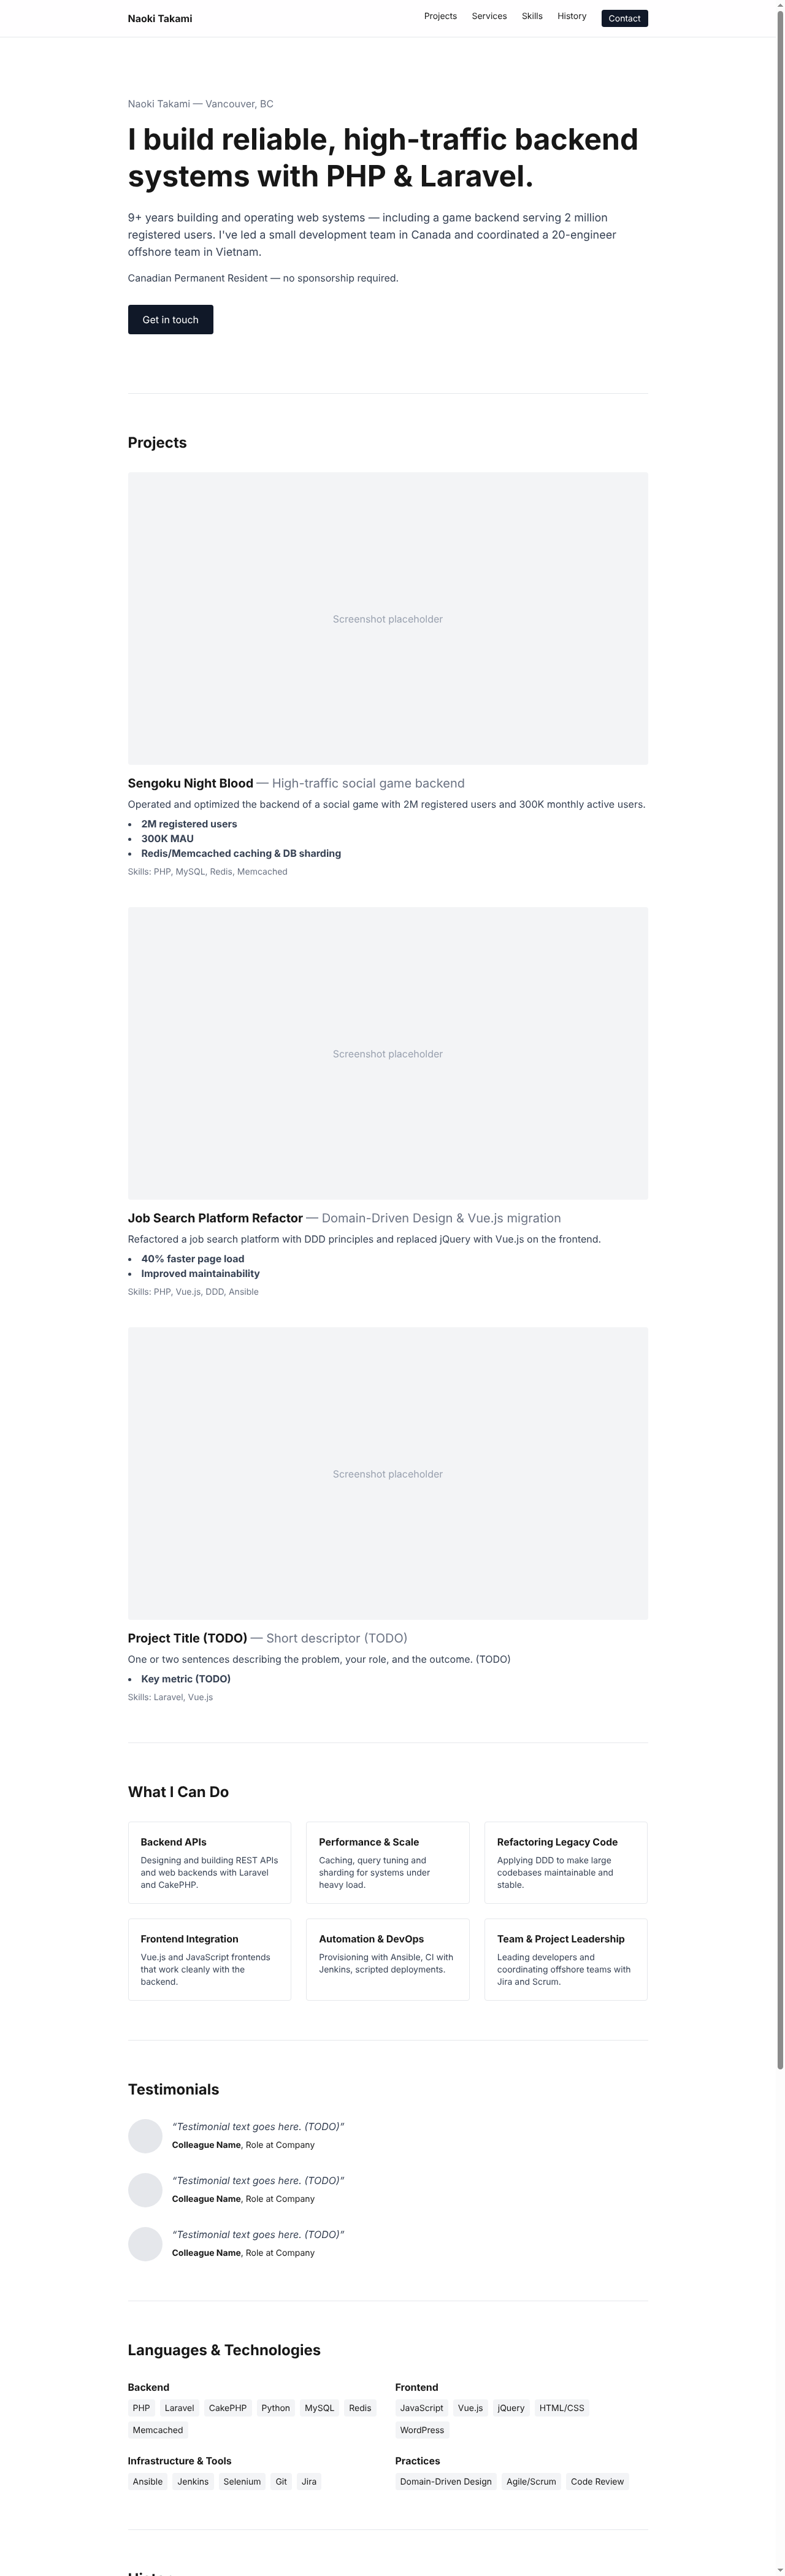 Naoki Takami
Projects Services Skills History Contact
Naoki Takami — Vancouver, BC
I build reliable, high-traffic backend
systems with PHP & Laravel.
9+ years building and operating web systems — including a game backend serving 2 million
registered users. I've led a small development team in Canada and coordinated a 20-engineer
offshore team in Vietnam.
Canadian Permanent Resident — no sponsorship required.
Get in touch
Projects
Screenshot placeholder
Sengoku Night Blood — High-traffic social game backend
Operated and optimized the backend of a social game with 2M registered users and 300K monthly active users.
• 2M registered users
• 300K MAU
• Redis/Memcached caching & DB sharding
Skills: PHP, MySQL, Redis, Memcached
Screenshot placeholder
Job Search Platform Refactor — Domain-Driven Design & Vue.js migration
Refactored a job search platform with DDD principles and replaced jQuery with Vue.js on the frontend.
• 40% faster page load
• Improved maintainability
Skills: PHP, Vue.js, DDD, Ansible
Screenshot placeholder
Project Title (TODO) — Short descriptor (TODO)
One or two sentences describing the problem, your role, and the outcome. (TODO)
• Key metric (TODO)
Skills: Laravel, Vue.js
What I Can Do
Backend APIs
Designing and building REST APIs
and web backends with Laravel
and CakePHP.
Performance & Scale
Caching, query tuning and
sharding for systems under
heavy load.
Refactoring Legacy Code
Applying DDD to make large
codebases maintainable and
stable.
Frontend Integration
Vue.js and JavaScript frontends
that work cleanly with the
backend.
Automation & DevOps
Provisioning with Ansible, CI with
Jenkins, scripted deployments.
Team & Project Leadership
Leading developers and
coordinating offshore teams with
Jira and Scrum.
Testimonials
“Testimonial text goes here. (TODO)”
Colleague Name, Role at Company
“Testimonial text goes here. (TODO)”
Colleague Name, Role at Company
“Testimonial text goes here. (TODO)”
Colleague Name, Role at Company
Languages & Technologies
Backend
PHP Laravel CakePHP Python MySQL Redis
Memcached
Frontend
JavaScript Vue.js jQuery HTML/CSS
WordPress
Infrastructure & Tools
Ansible Jenkins Selenium Git Jira
Practices
Domain-Driven Design Agile/Scrum Code Review